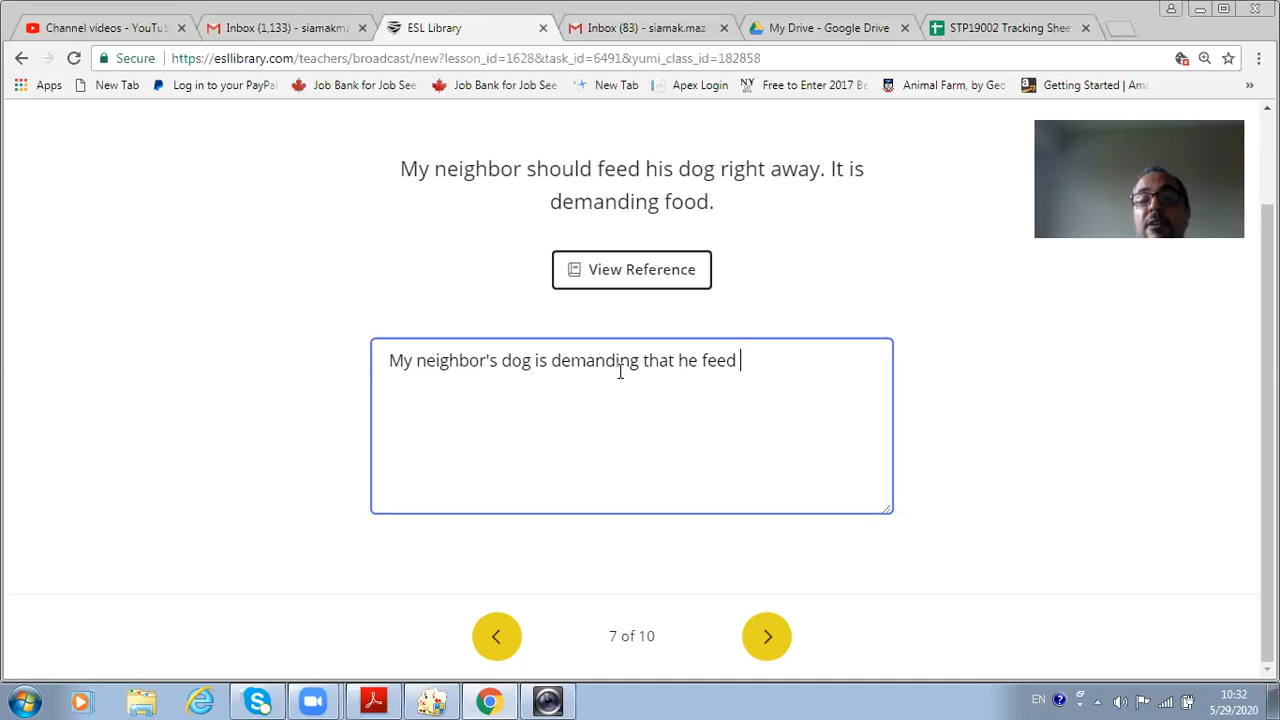 Channel videos - YouTu
Inbox (1,133) - siamakm
ESL Library
Inbox (83) - siamak.maz
My Drive - Google Drive
STP19002 Tracking Shee
Secure
https://esllibrary.com/teachers/broadcast/new?lesson_id=1628&task_id=6491&yumi_class_id=182858
Apps
New Tab
Log in to your PayPal
Job Bank for Job See
Job Bank for Job See
New Tab
Apex Login
NY Free to Enter 2017 Be
Animal Farm, by Geo
Getting Started | Ama
»
My neighbor should feed his dog right away. It is
demanding food.
View Reference
My neighbor's dog is demanding that he feed
7 of 10
EN
10:32
5/29/2020